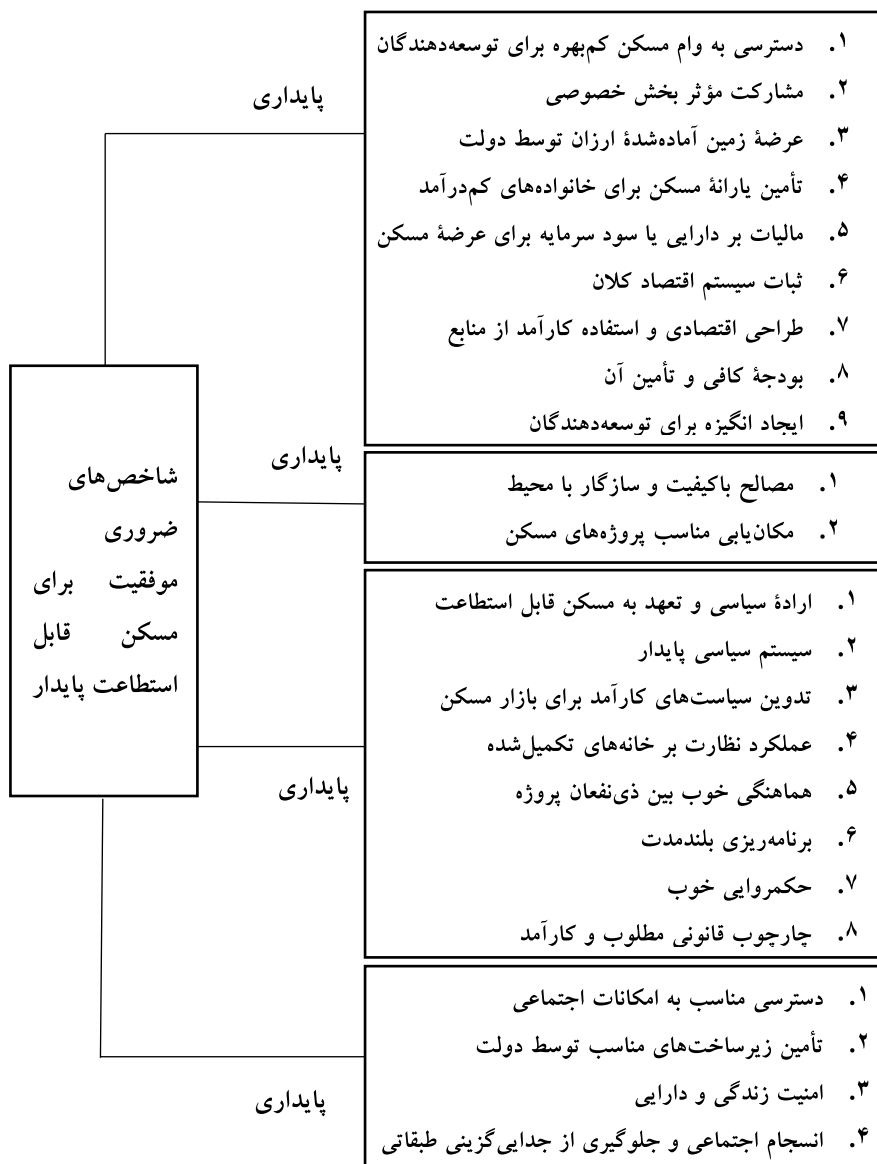 پایداری
۱. دسترسی به وام مسکن کم‌بهره برای توسعه‌دهندگان
۲. مشارکت مؤثر بخش خصوصی
۳. عرضۀ زمین آماده‌شدۀ ارزان توسط دولت
۴. تأمین یارانۀ مسکن برای خانواده‌های کم‌درآمد
۵. مالیات بر دارایی یا سود سرمایه برای عرضۀ مسکن
۶. ثبات سیستم اقتصاد کلان
۷. طراحی اقتصادی و استفاده کارآمد از منابع
۸. بودجۀ کافی و تأمین آن
۹. ایجاد انگیزه برای توسعه‌دهندگان
شاخص‌های
ضروری
موفقیت برای
مسکن قابل
استطاعت پایدار
پایداری
۱. مصالح باکیفیت و سازگار با محیط
۲. مکان‌یابی مناسب پروژه‌های مسکن
پایداری
۱. ارادۀ سیاسی و تعهد به مسکن قابل استطاعت
۲. سیستم سیاسی پایدار
۳. تدوین سیاست‌های کارآمد برای بازار مسکن
۴. عملکرد نظارت بر خانه‌های تکمیل‌شده
۵. هماهنگی خوب بین ذی‌نفعان پروژه
۶. برنامه‌ریزی بلندمدت
۷. حکمروایی خوب
۸. چارچوب قانونی مطلوب و کارآمد
پایداری
۱. دسترسی مناسب به امکانات اجتماعی
۲. تأمین زیرساخت‌های مناسب توسط دولت
۳. امنیت زندگی و دارایی
۴. انسجام اجتماعی و جلوگیری از جدایی‌گزینی طبقاتی